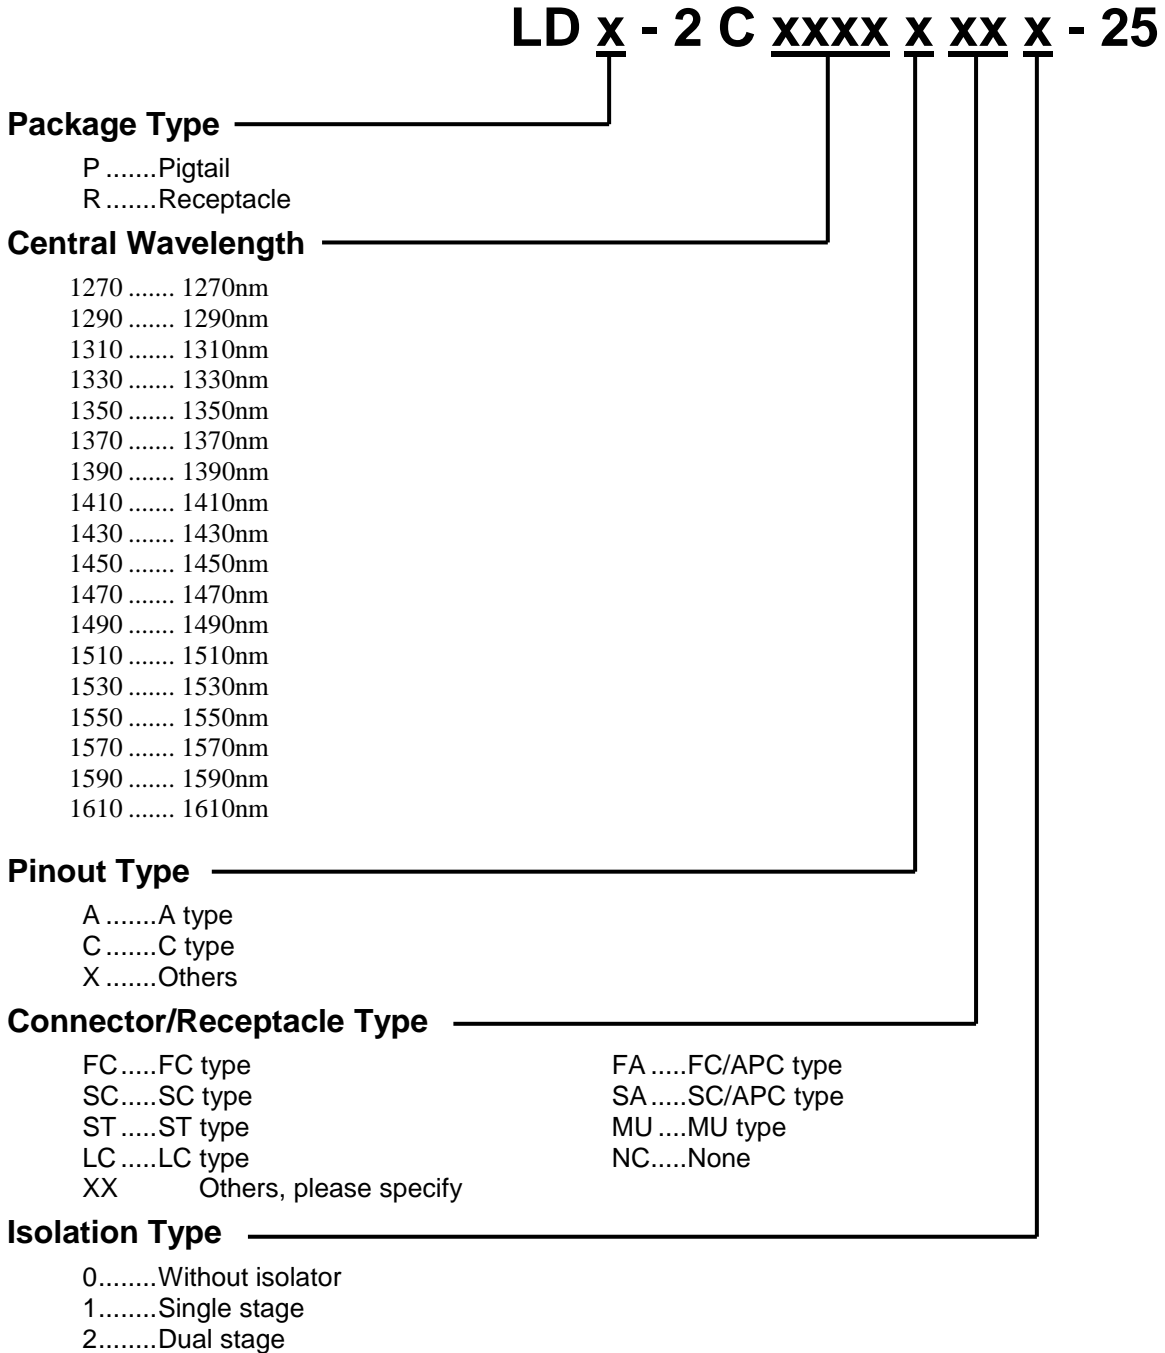 LD x - 2 C xxxx x xx x - 25
Package Type
P .......Pigtail
R .......Receptacle
Central Wavelength
1270 ....... 1270nm
1290 ....... 1290nm
1310 ....... 1310nm
1330 ....... 1330nm
1350 ....... 1350nm
1370 ....... 1370nm
1390 ....... 1390nm
1410 ....... 1410nm
1430 ....... 1430nm
1450 ....... 1450nm
1470 ....... 1470nm
1490 ....... 1490nm
1510 ....... 1510nm
1530 ....... 1530nm
1550 ....... 1550nm
1570 ....... 1570nm
1590 ....... 1590nm
1610 ....... 1610nm
Pinout Type
A .......A type
C .......C type
X .......Others
Connector/Receptacle Type
FC.....FC type FA .....FC/APC type
SC.....SC type SA .....SC/APC type
ST .....ST type MU ....MU type
LC .....LC type NC.....None
XX Others, please specify
Isolation Type
0........Without isolator
1........Single stage
2........Dual stage